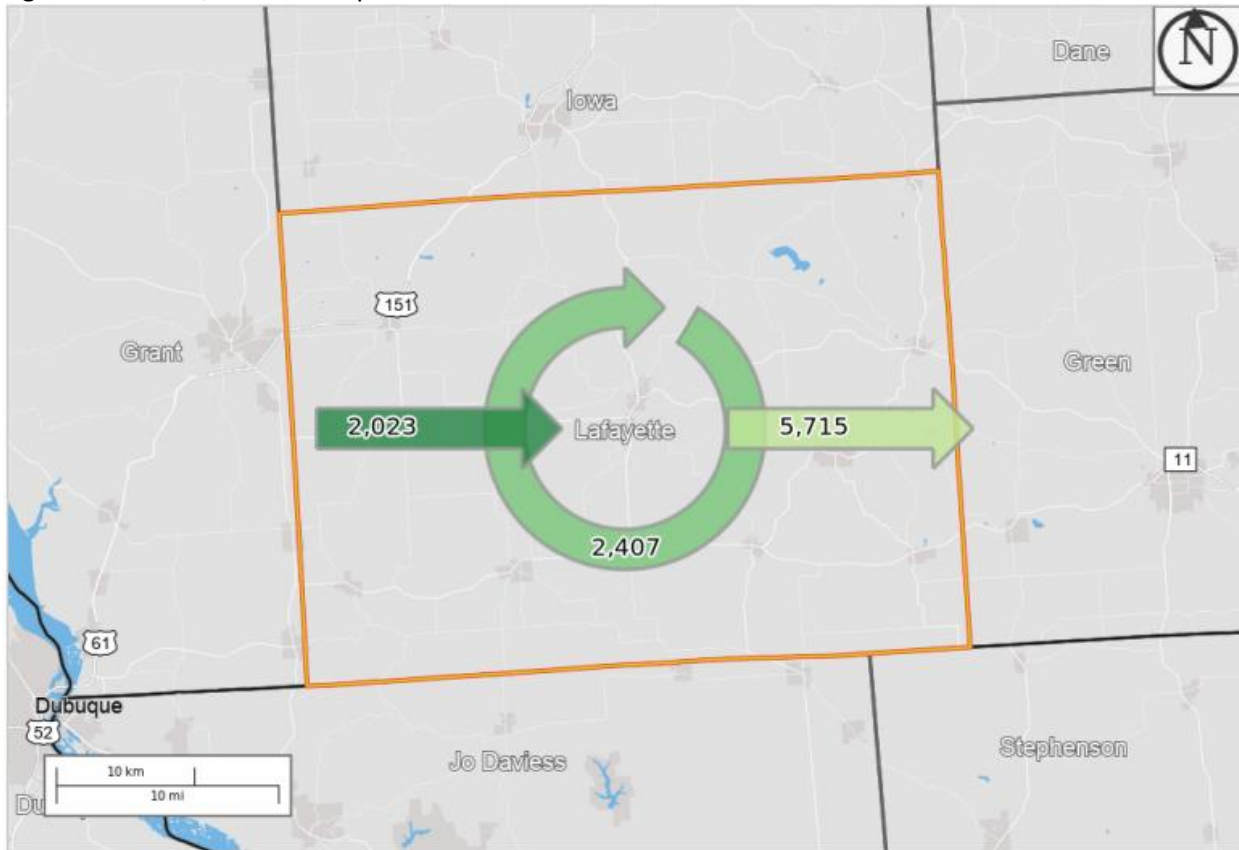 Dane
N
Iowa
151
Grant
Green
2,023
Lafayette
5,715
11
2,407
61
Dubuque
52
Jo Daviess
Stephenson
10 km
10 mi